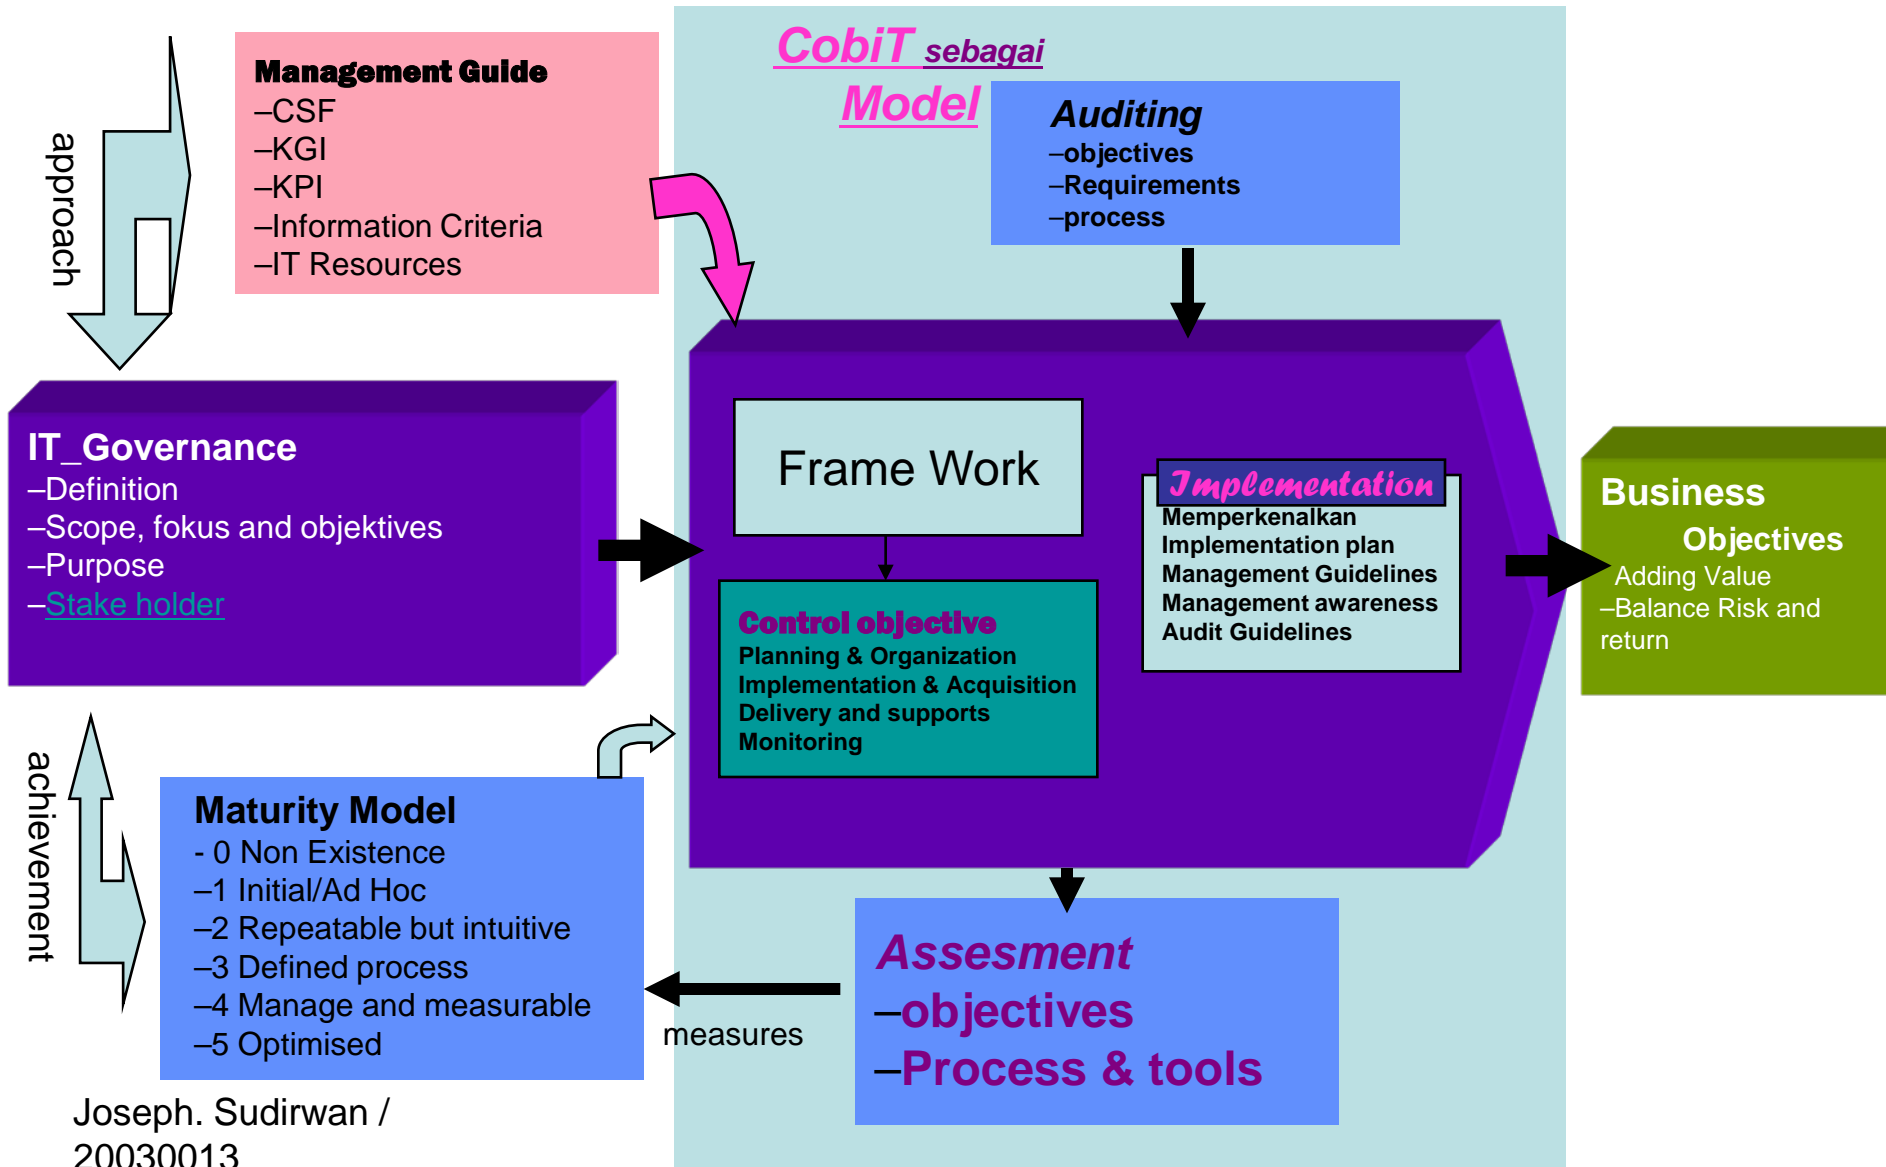 CobiT sebagai
Model
approach
Management Guide
–CSF
–KGI
–KPI
–Information Criteria
–IT Resources
Auditing
–objectives
–Requirements
–process
IT_Governance
–Definition
–Scope, fokus and objektives
–Purpose
–Stake holder
Frame Work
Control objective
Planning & Organization
Implementation & Acquisition
Delivery and supports
Monitoring
Implementation
Memperkenalkan
Implementation plan
Management Guidelines
Management awareness
Audit Guidelines
Business
Objectives
Adding Value
–Balance Risk and
return
achievement
Maturity Model
- 0 Non Existence
–1 Initial/Ad Hoc
–2 Repeatable but intuitive
–3 Defined process
–4 Manage and measurable
–5 Optimised
measures
Assesment
–objectives
–Process & tools
Joseph. Sudirwan /
20030013